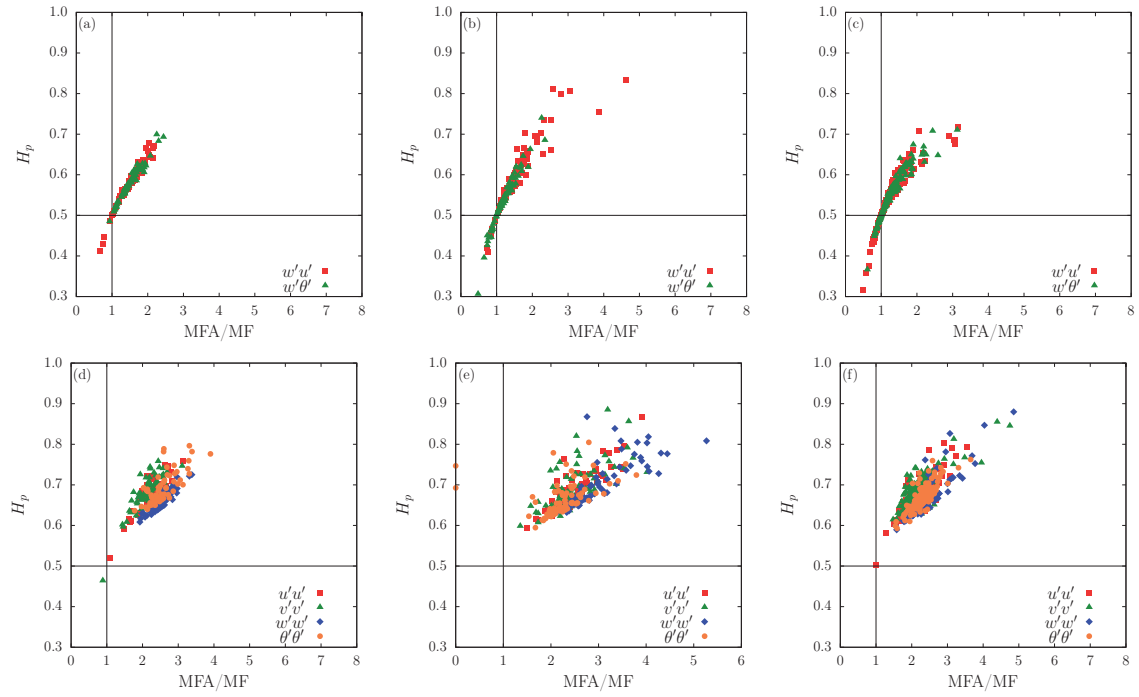 (a)
1.0
0.9
0.8
0.7
0.6
0.5
0.4
0.3
H_p
0 1 2 3 4 5 6 7 8
MFA/MF
w′u′
w′θ′
(b)
1.0
0.9
0.8
0.7
0.6
0.5
0.4
0.3
H_p
0 1 2 3 4 5 6 7 8
MFA/MF
w′u′
w′θ′
(c)
1.0
0.9
0.8
0.7
0.6
0.5
0.4
0.3
H_p
0 1 2 3 4 5 6 7 8
MFA/MF
w′u′
w′θ′
(d)
1.0
0.9
0.8
0.7
0.6
0.5
0.4
0.3
H_p
0 1 2 3 4 5 6 7 8
MFA/MF
u′u′
v′v′
w′w′
θ′θ′
(e)
1.0
0.9
0.8
0.7
0.6
0.5
0.4
0.3
H_p
0 1 2 3 4 5 6
MFA/MF
u′u′
v′v′
w′w′
θ′θ′
(f)
1.0
0.9
0.8
0.7
0.6
0.5
0.4
0.3
H_p
0 1 2 3 4 5 6 7 8
MFA/MF
u′u′
v′v′
w′w′
θ′θ′